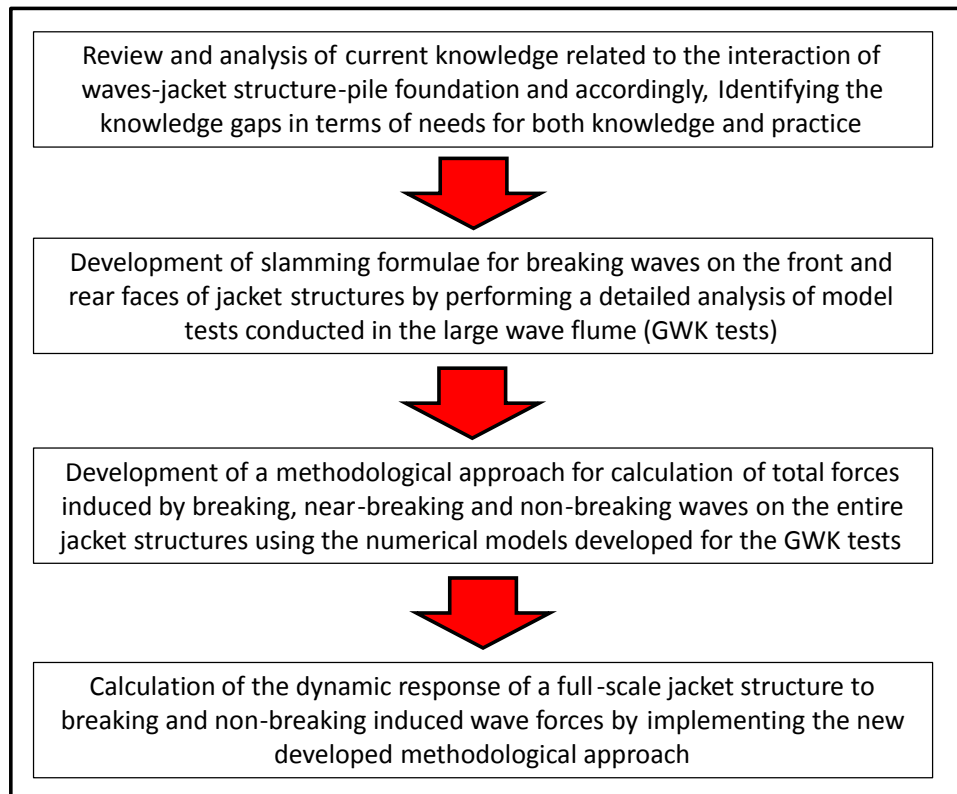 Review and analysis of current knowledge related to the interaction of
waves-jacket structure-pile foundation and accordingly, Identifying the
knowledge gaps in terms of needs for both knowledge and practice
Development of slamming formulae for breaking waves on the front and
rear faces of jacket structures by performing a detailed analysis of model
tests conducted in the large wave flume (GWK tests)
Development of a methodological approach for calculation of total forces
induced by breaking, near-breaking and non-breaking waves on the entire
jacket structures using the numerical models developed for the GWK tests
Calculation of the dynamic response of a full-scale jacket structure to
breaking and non-breaking induced wave forces by implementing the new
developed methodological approach